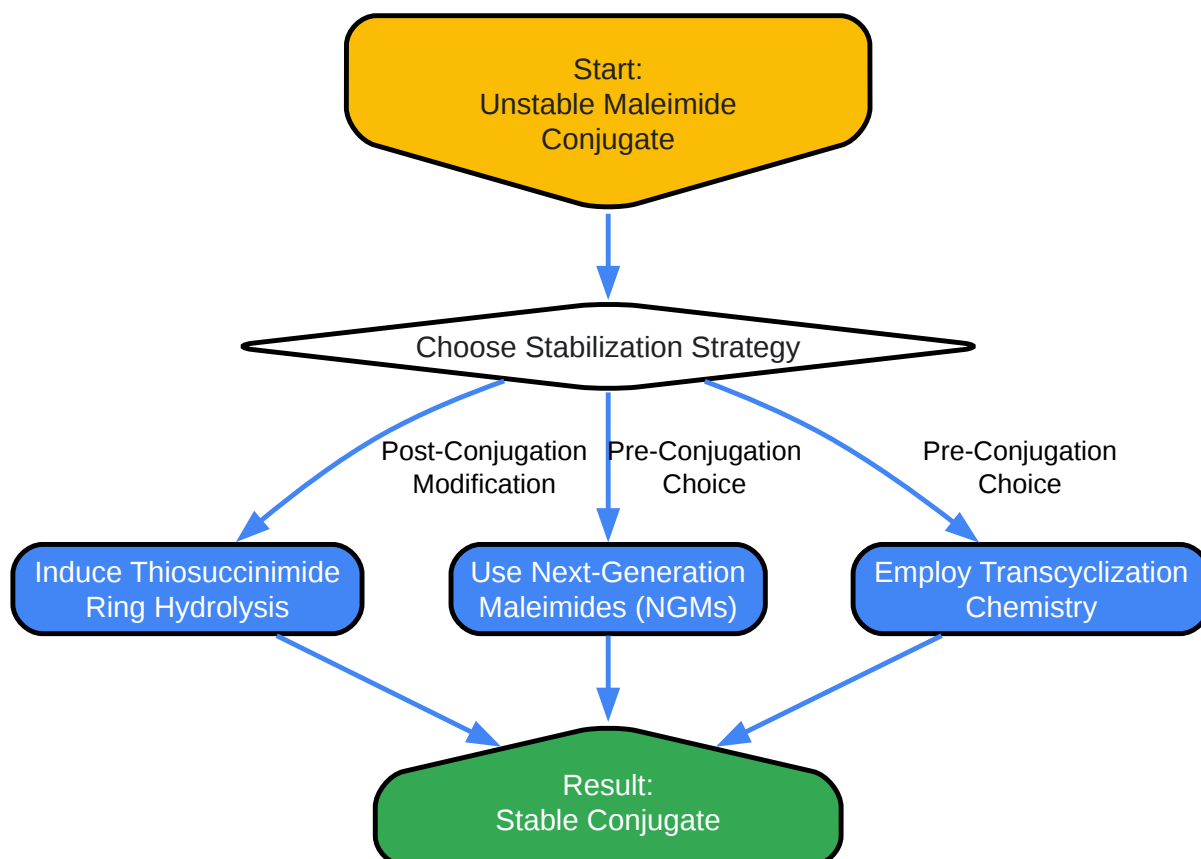 Start:
Unstable Maleimide
Conjugate
Choose Stabilization Strategy
Post-Conjugation
Modification
Pre-Conjugation
Choice
Pre-Conjugation
Choice
Induce Thiosuccinimide
Ring Hydrolysis
Use Next-Generation
Maleimides (NGMs)
Employ Transcyclization
Chemistry
Result:
Stable Conjugate